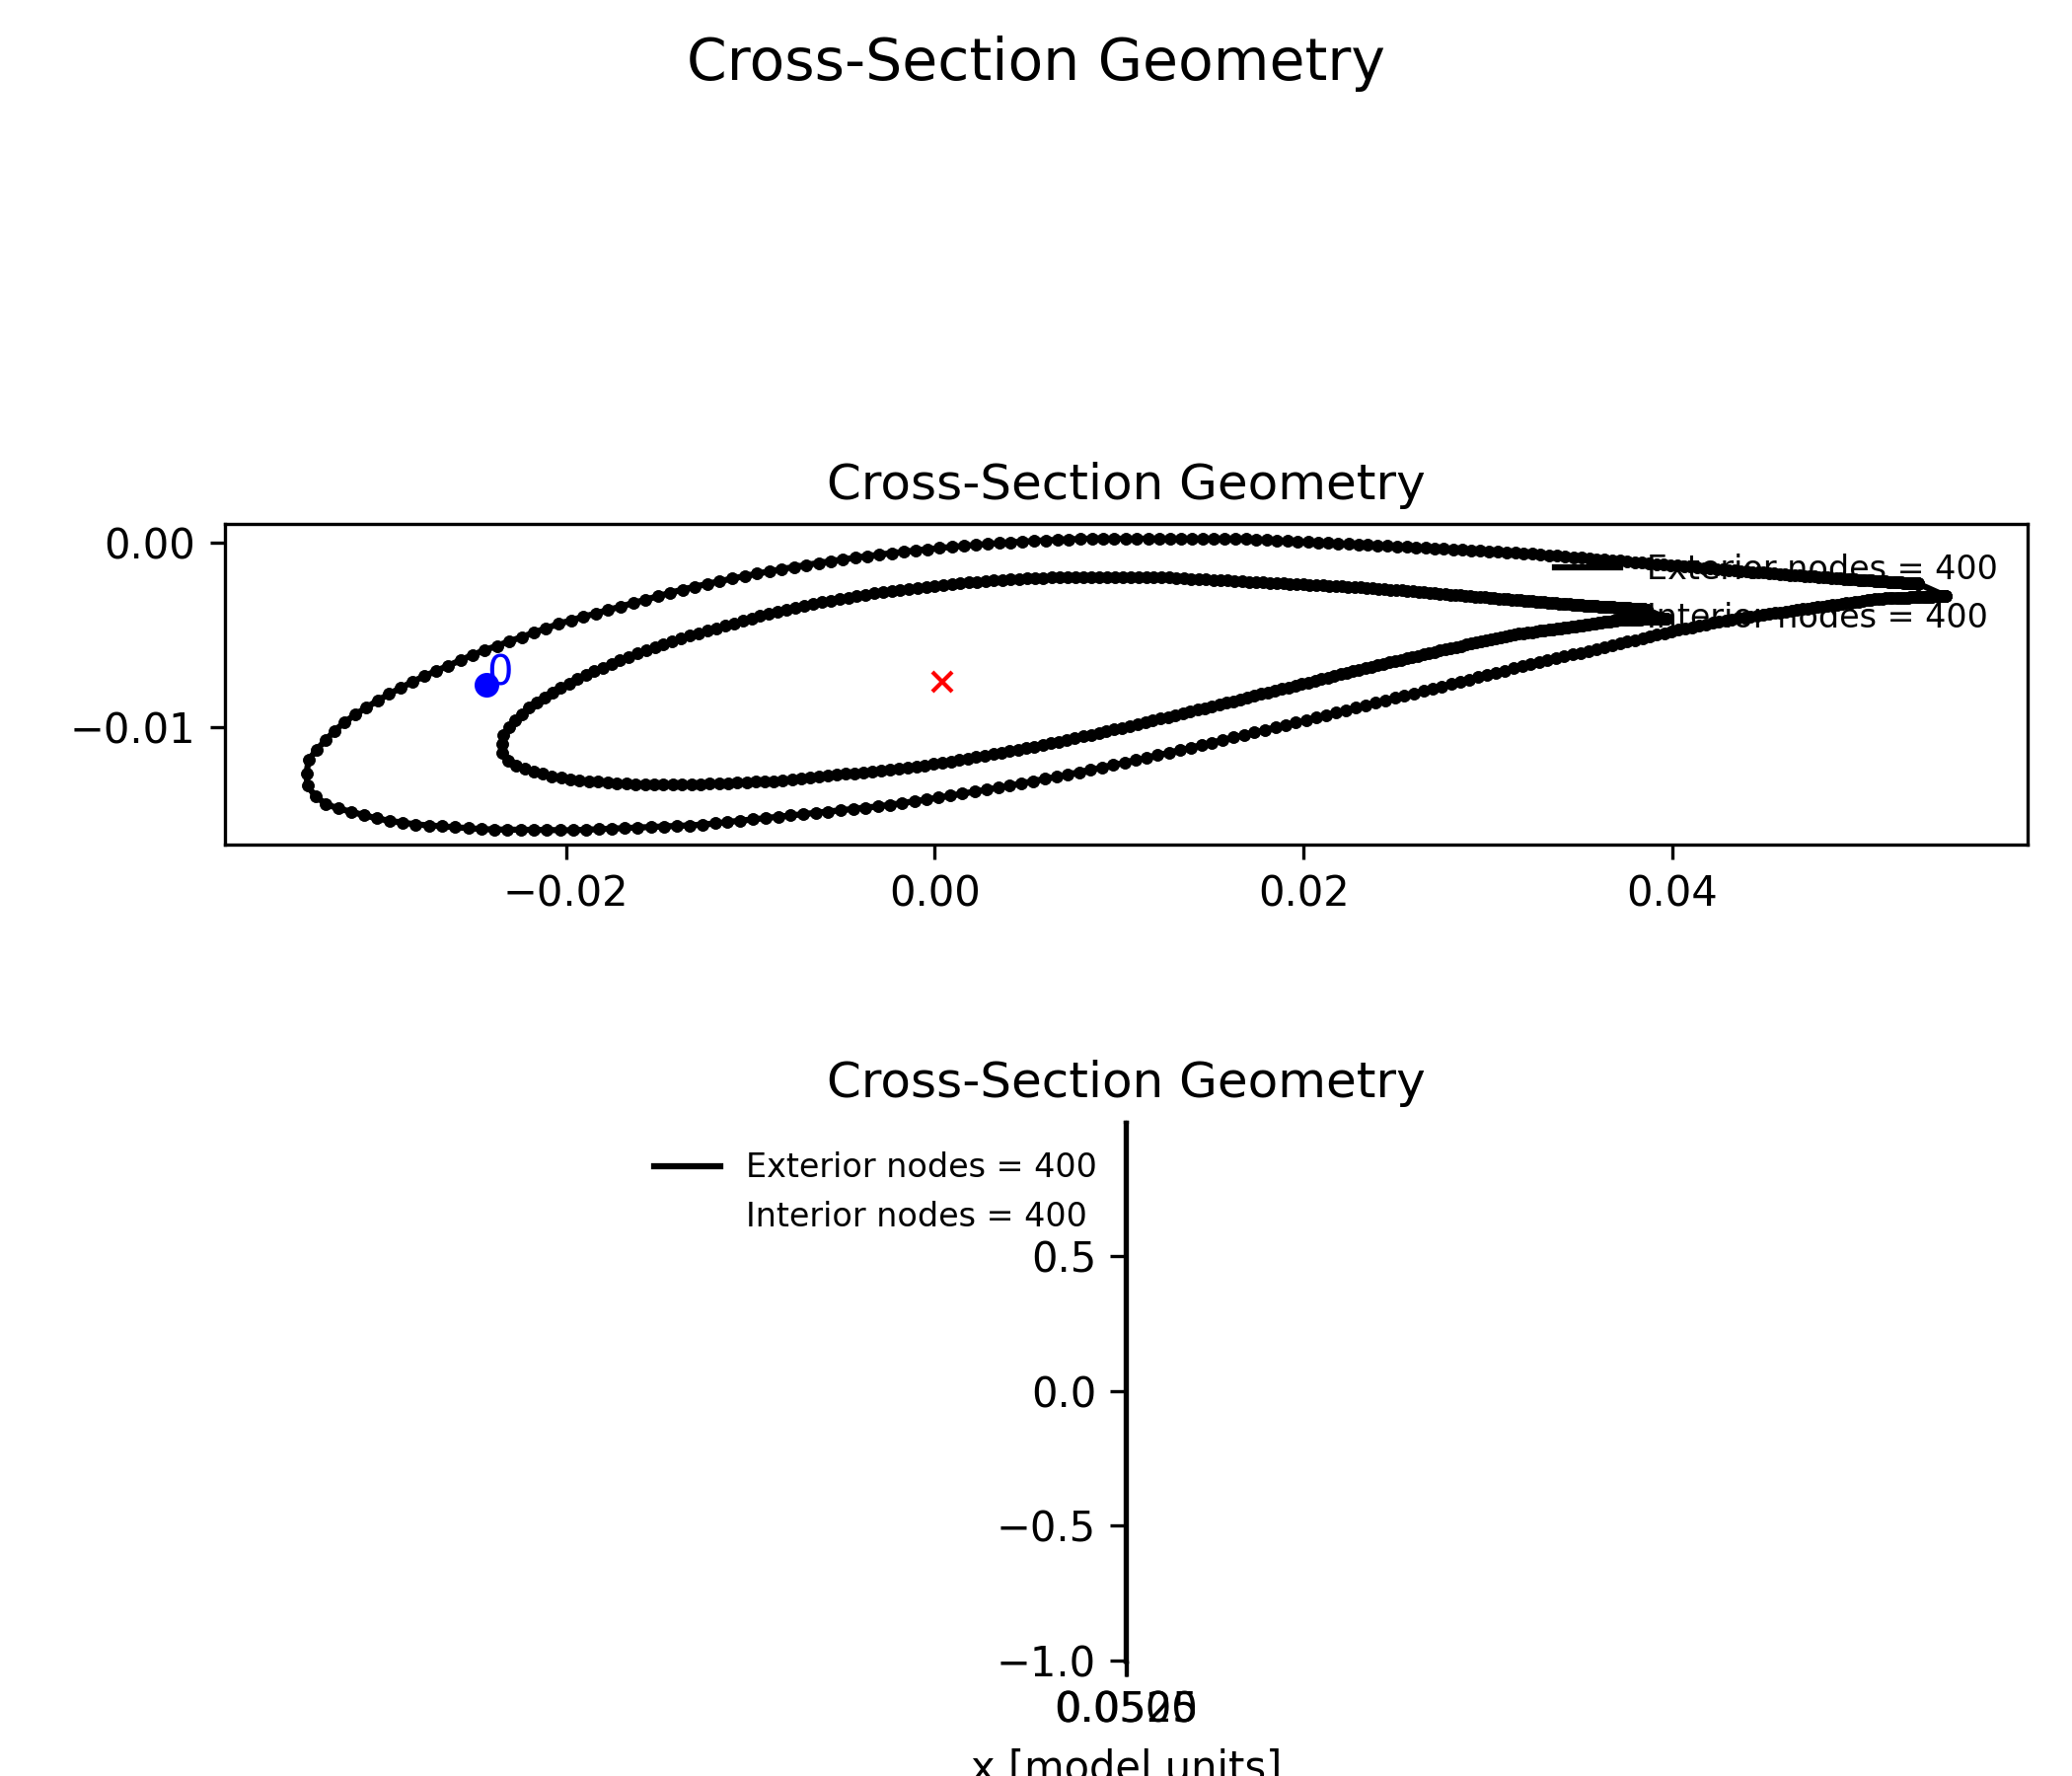 Cross-Section Geometry
Cross-Section Geometry
0.00
Exterior nodes = 400
Interior nodes = 400
0
−0.01
−0.02
0.00
0.02
0.04
Cross-Section Geometry
Exterior nodes = 400
Interior nodes = 400
0.5
0.0
−0.5
−1.0
x [model units]